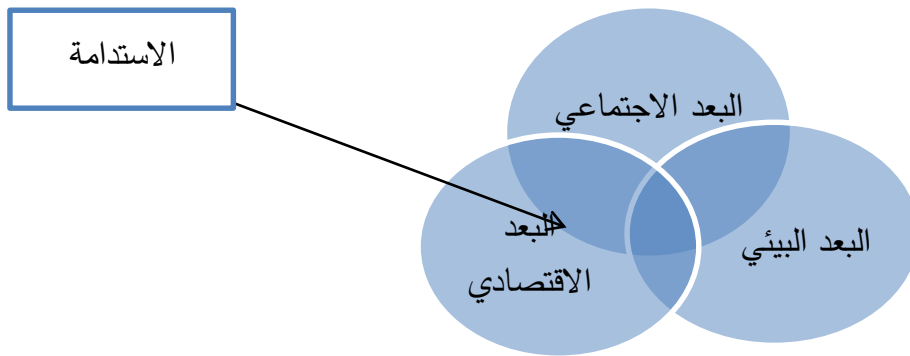 الاستدامة
البعد الاجتماعي
البعد البيئي
البعد
الاقتصادي